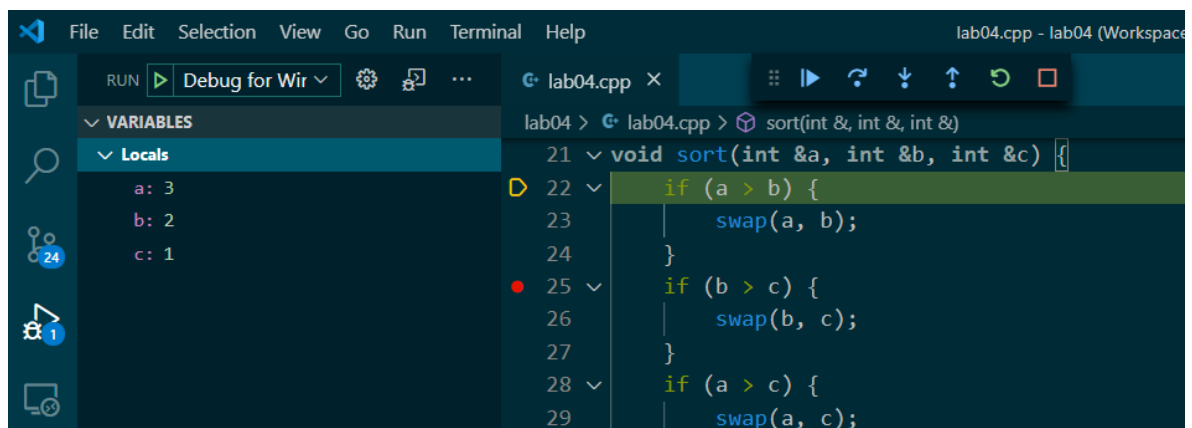 File Edit Selection View Go Run Terminal Help lab04.cpp - lab04 (Workspace
RUN Debug for Wir ... lab04.cpp
VARIABLES
Locals
a: 3
b: 2
c: 1
24
1
lab04 > lab04.cpp > sort(int &, int &, int &)
21 void sort(int &a, int &b, int &c) {
22 if (a > b) {
23 swap(a, b);
24 }
25 if (b > c) {
26 swap(b, c);
27 }
28 if (a > c) {
29 swap(a, c);